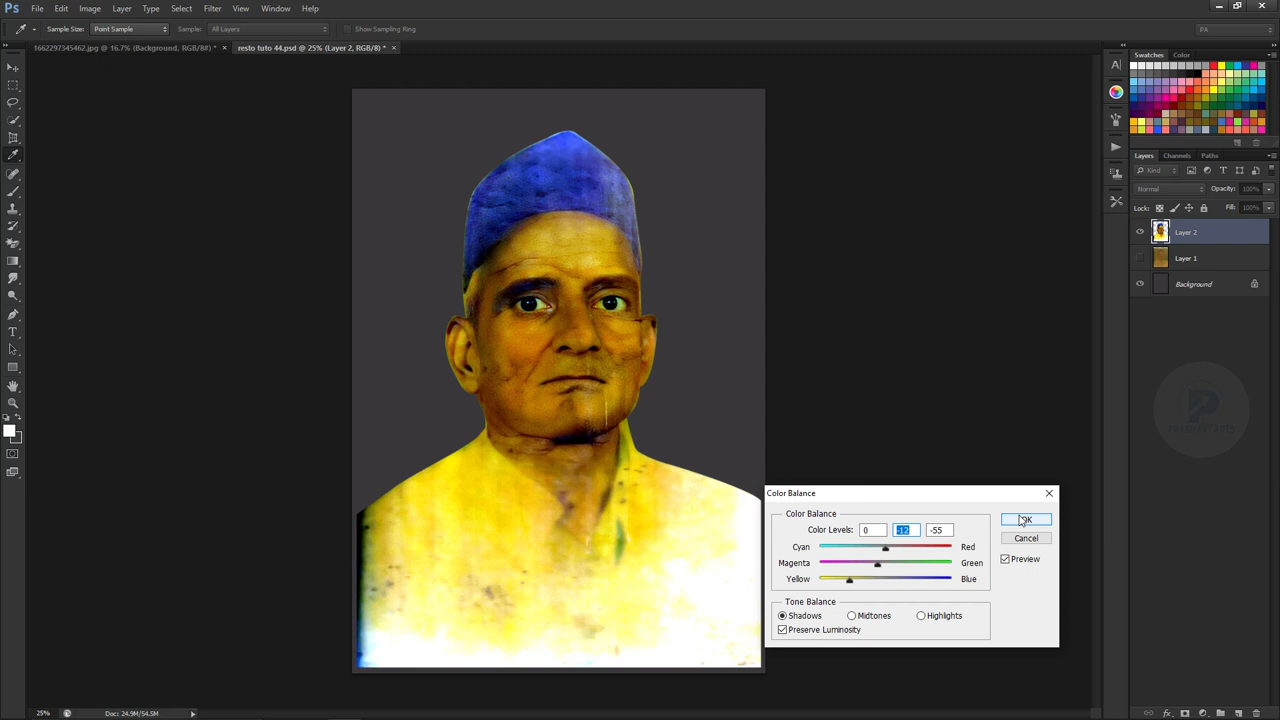 Ps File Edit Image Layer Type Select Filter View Window Help
Sample Size: Point Sample All Layers Show Sampling Ring PA
1662297345462.jpg @ 16.7% (Background, RGB/8#) * × resto tuto 44.psd @ 25% (Layer 2, RGB/8) * ×
Swatches Color
Layers Channels Paths
Kind
Normal Opacity: 100%
Lock: Fill: 100%
Layer 2
Layer 1
Background
Color Balance
Color Balance
Color Levels: 0 -12 -55
OK
Cyan Red
Cancel
Magenta Green
Preview
Yellow Blue
Tone Balance
Shadows Midtones Highlights
Preserve Luminosity
25% Doc: 24.9M/54.5M